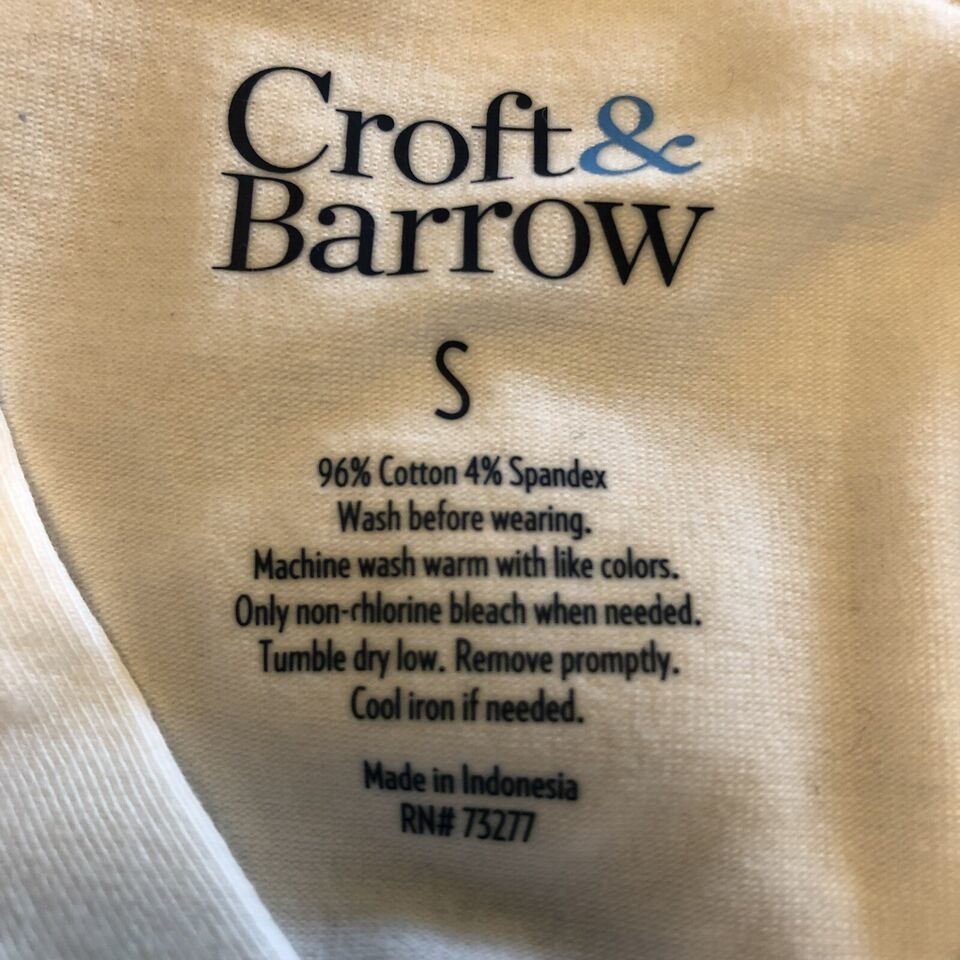 Croft&
Barrow
S
96% Cotton 4% Spandex
Wash before wearing.
Machine wash warm with like colors.
Only non-chlorine bleach when needed.
Tumble dry low. Remove promptly.
Cool iron if needed.
Made in Indonesia
RN# 73277